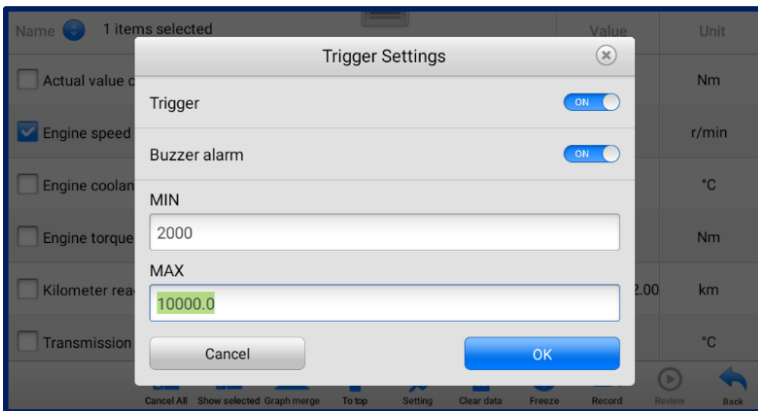 Name 1 items selected Value Unit
Trigger Settings
Actual value Nm
Trigger ON
Engine speed r/min
Buzzer alarm ON
Engine °C
MIN
2000
Engine torque Nm
MAX
Kilometer 2.00 km
10000.0
Transmission °C
Cancel OK
Cancel All Show selected Graph merge To top Setting Clear data Freeze Record Review Back